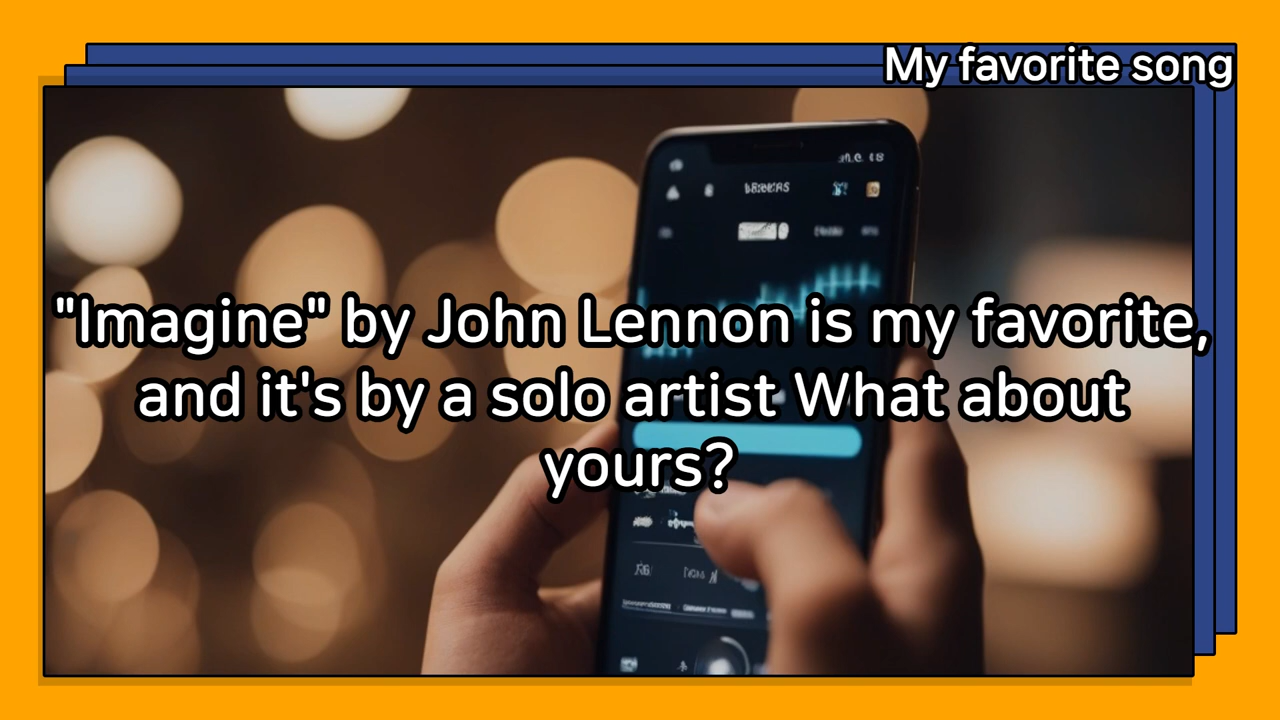 My favorite song
"Imagine" by John Lennon is my favorite,
and it's by a solo artist What about
yours?